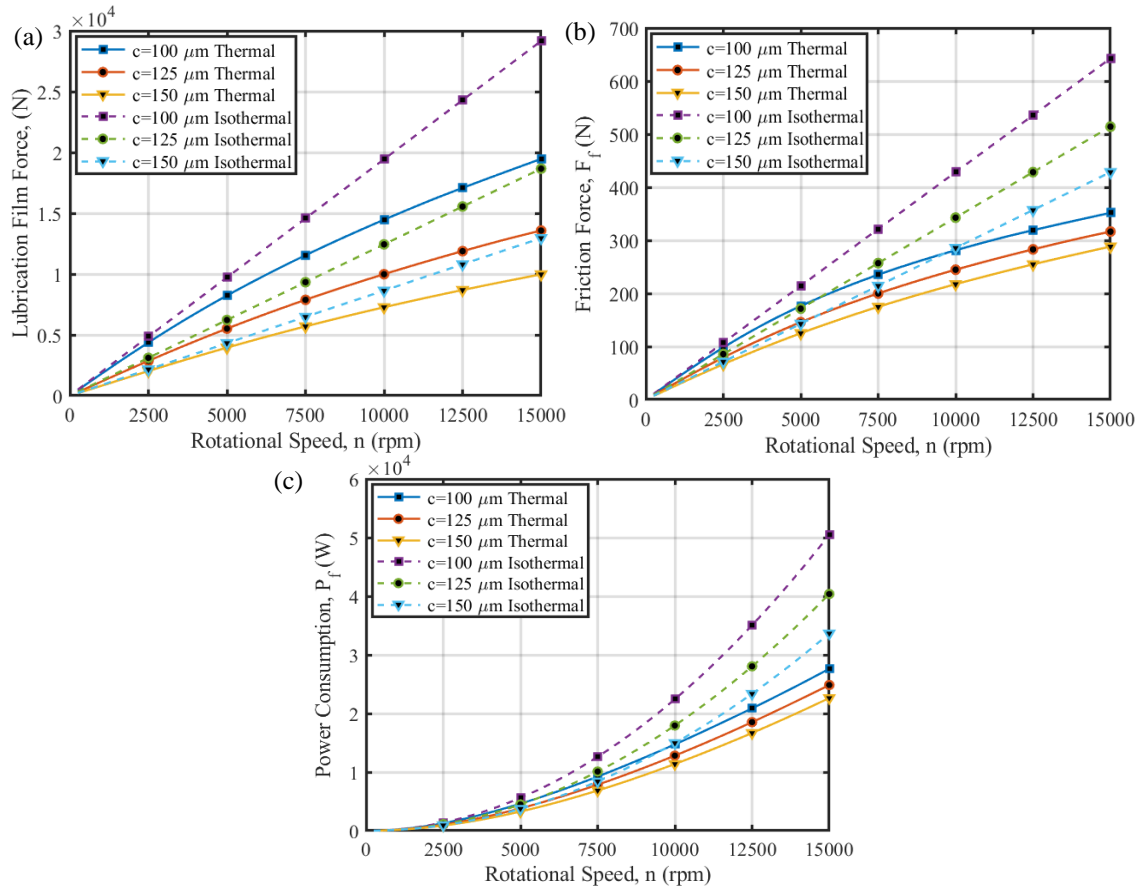 (a)
×10⁴
3
2.5
2
1.5
1
0.5
0
Lubrication Film Force, (N)
c=100 μm Thermal
c=125 μm Thermal
c=150 μm Thermal
c=100 μm Isothermal
c=125 μm Isothermal
c=150 μm Isothermal
0 2500 5000 7500 10000 12500 15000
Rotational Speed, n (rpm)
(b)
700
600
500
400
300
200
100
0
Friction Force, F_f (N)
c=100 μm Thermal
c=125 μm Thermal
c=150 μm Thermal
c=100 μm Isothermal
c=125 μm Isothermal
c=150 μm Isothermal
0 2500 5000 7500 10000 12500 15000
Rotational Speed, n (rpm)
(c)
×10⁴
6
5
4
3
2
1
0
Power Consumption, P_f (W)
c=100 μm Thermal
c=125 μm Thermal
c=150 μm Thermal
c=100 μm Isothermal
c=125 μm Isothermal
c=150 μm Isothermal
0 2500 5000 7500 10000 12500 15000
Rotational Speed, n (rpm)